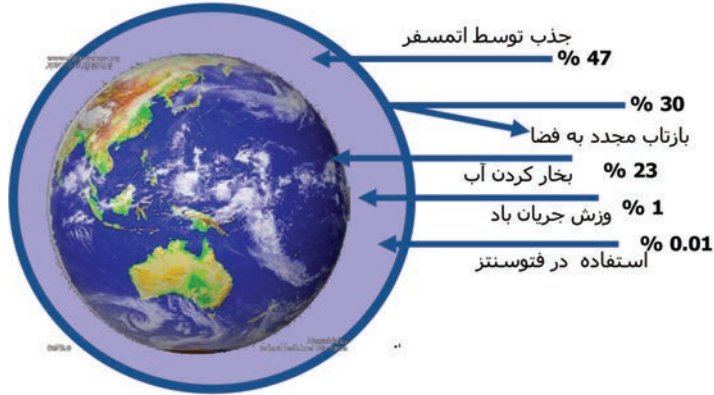 جذب توسط اتمسفر
% 47
% 30
بازتاب مجدد به فضا
% 23
بخار کردن آب
% 1
وزش جریان باد
% 0.01
استفاده در فتوسنتز